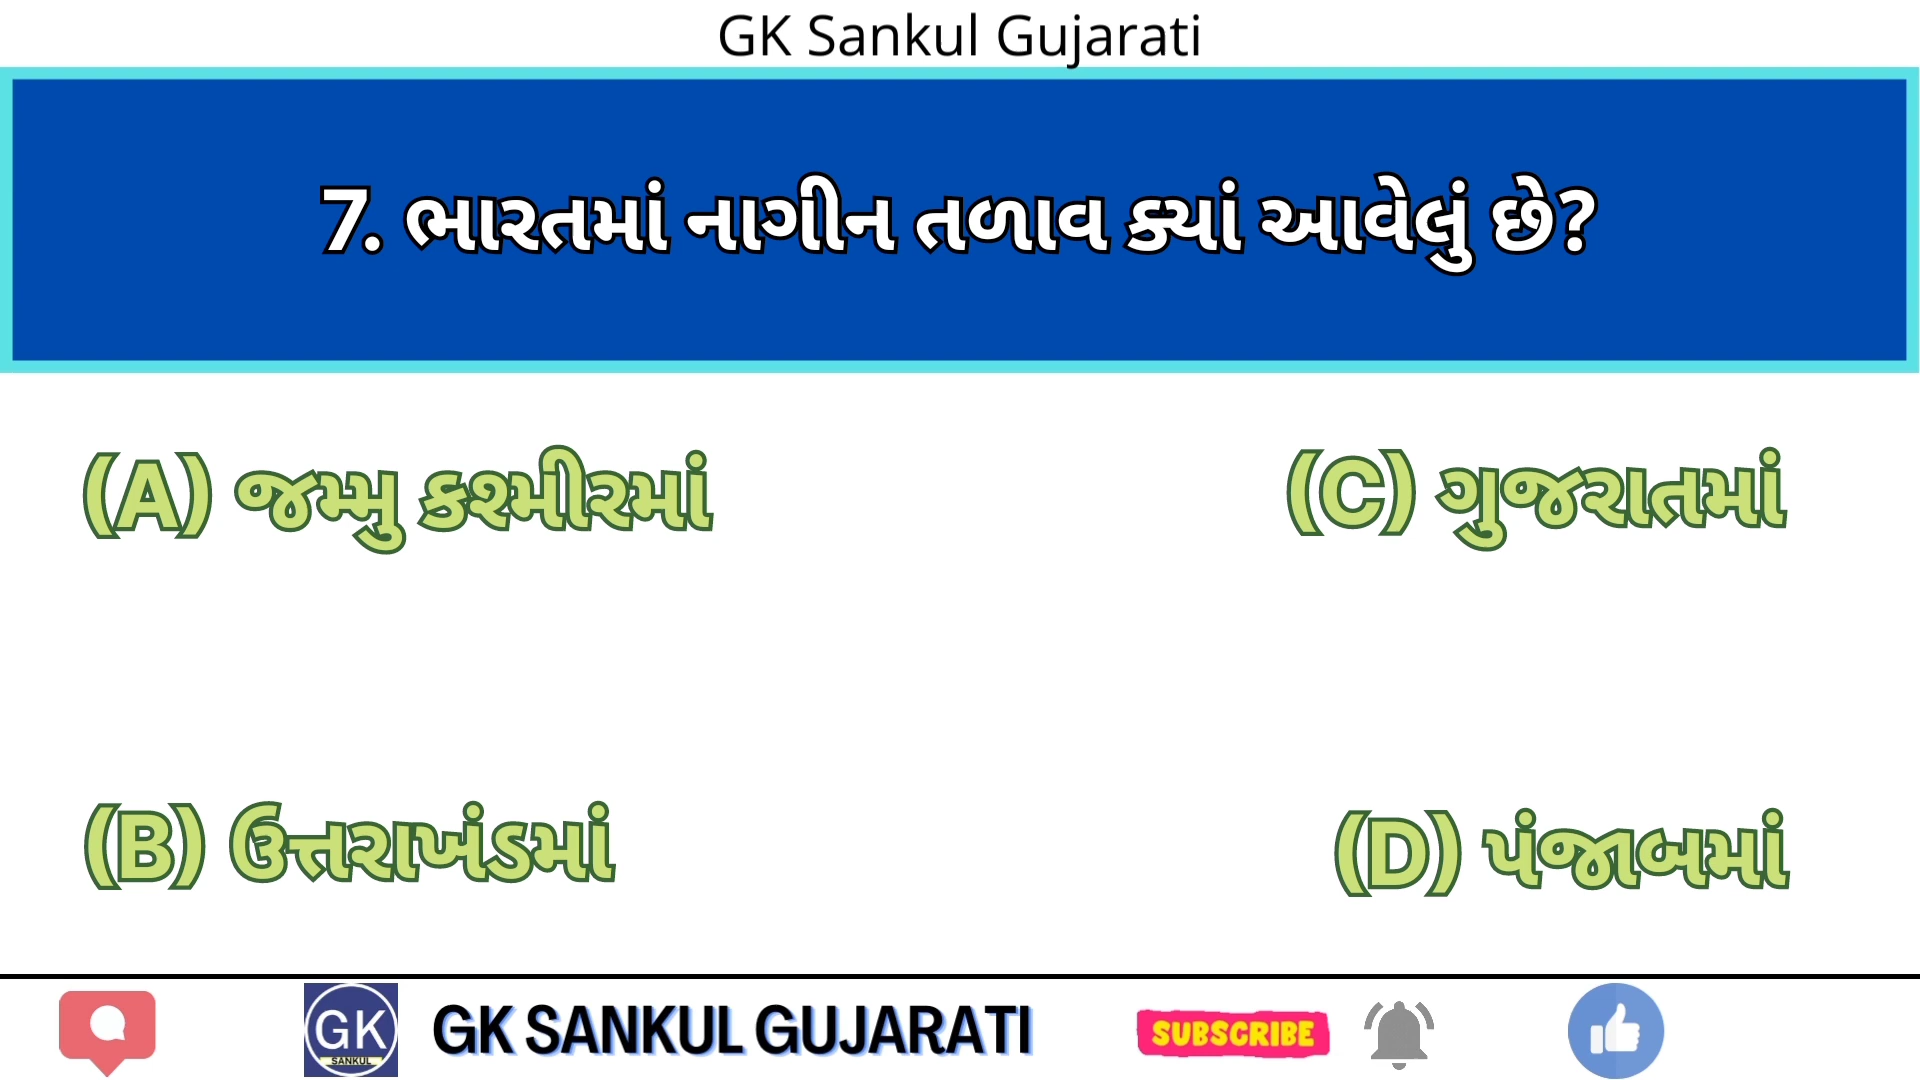 GK Sankul Gujarati
7. ભારતમાં નાગીન તળાવ ક્યાં આવેલું છે?
(A) જમ્મુ કશ્મીરમાં
(C) ગુજરાતમાં
(B) ઉત્તરાખંડમાં
(D) પંજાબમાં
GK
SANKUL
GK SANKUL GUJARATI
SUBSCRIBE